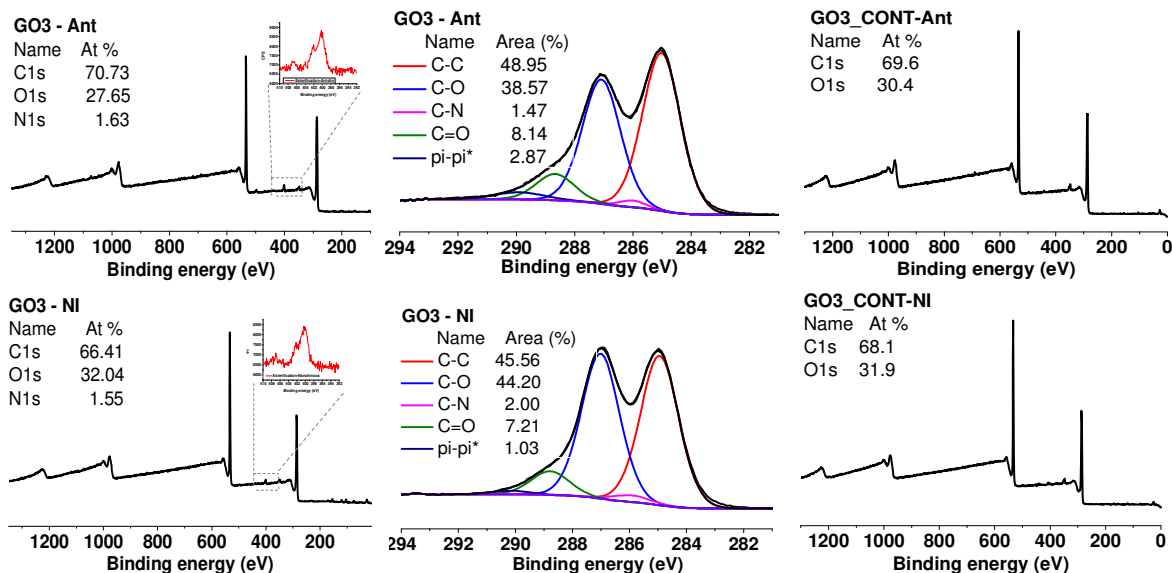 GO3 - Ant
Name At %
C1s 70.73
O1s 27.65
N1s 1.63
CPS
Binding energy (eV)
1200 1000 800 600 400 200
Binding energy (eV)
GO3 - Ant
Name Area (%)
C-C 48.95
C-O 38.57
C-N 1.47
C=O 8.14
pi-pi* 2.87
294 292 290 288 286 284 282
Binding energy (eV)
GO3_CONT-Ant
Name At %
C1s 69.6
O1s 30.4
1200 1000 800 600 400 200 0
Binding energy (eV)
GO3 - NI
Name At %
C1s 66.41
O1s 32.04
N1s 1.55
Binding energy (eV)
1200 1000 800 600 400 200
Binding energy (eV)
GO3 - NI
Name Area (%)
C-C 45.56
C-O 44.20
C-N 2.00
C=O 7.21
pi-pi* 1.03
294 292 290 288 286 284 282
Binding energy (eV)
GO3_CONT-NI
Name At %
C1s 68.1
O1s 31.9
1200 1000 800 600 400 200 0
Binding energy (eV)